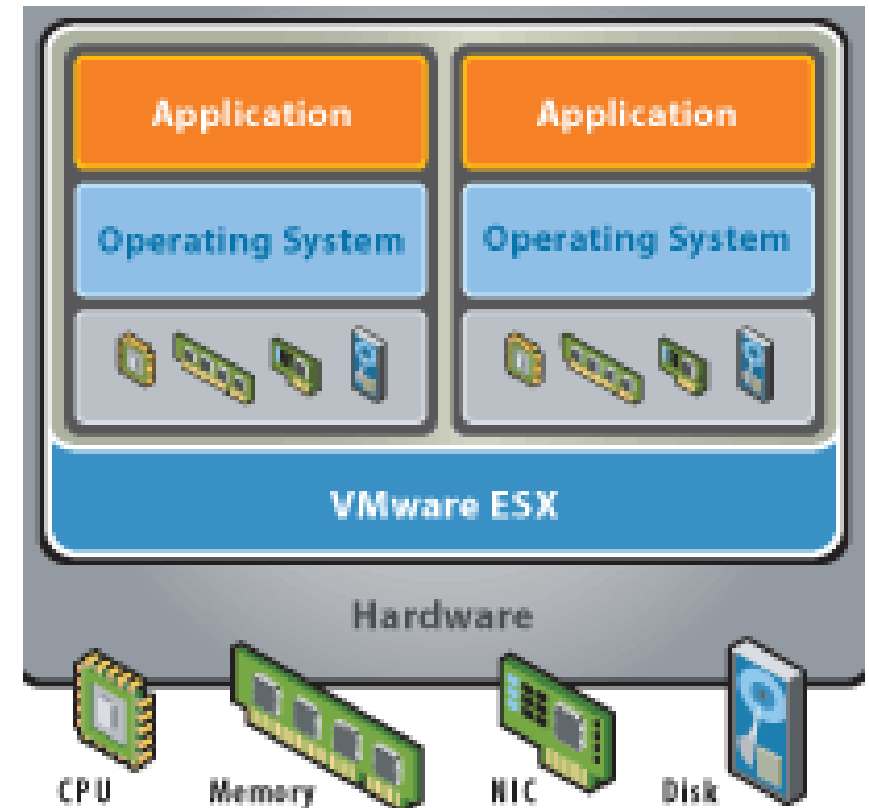 Application
Application
Operating System
Operating System
VMware ESX
Hardware
CPU
Memory
NIC
Disk